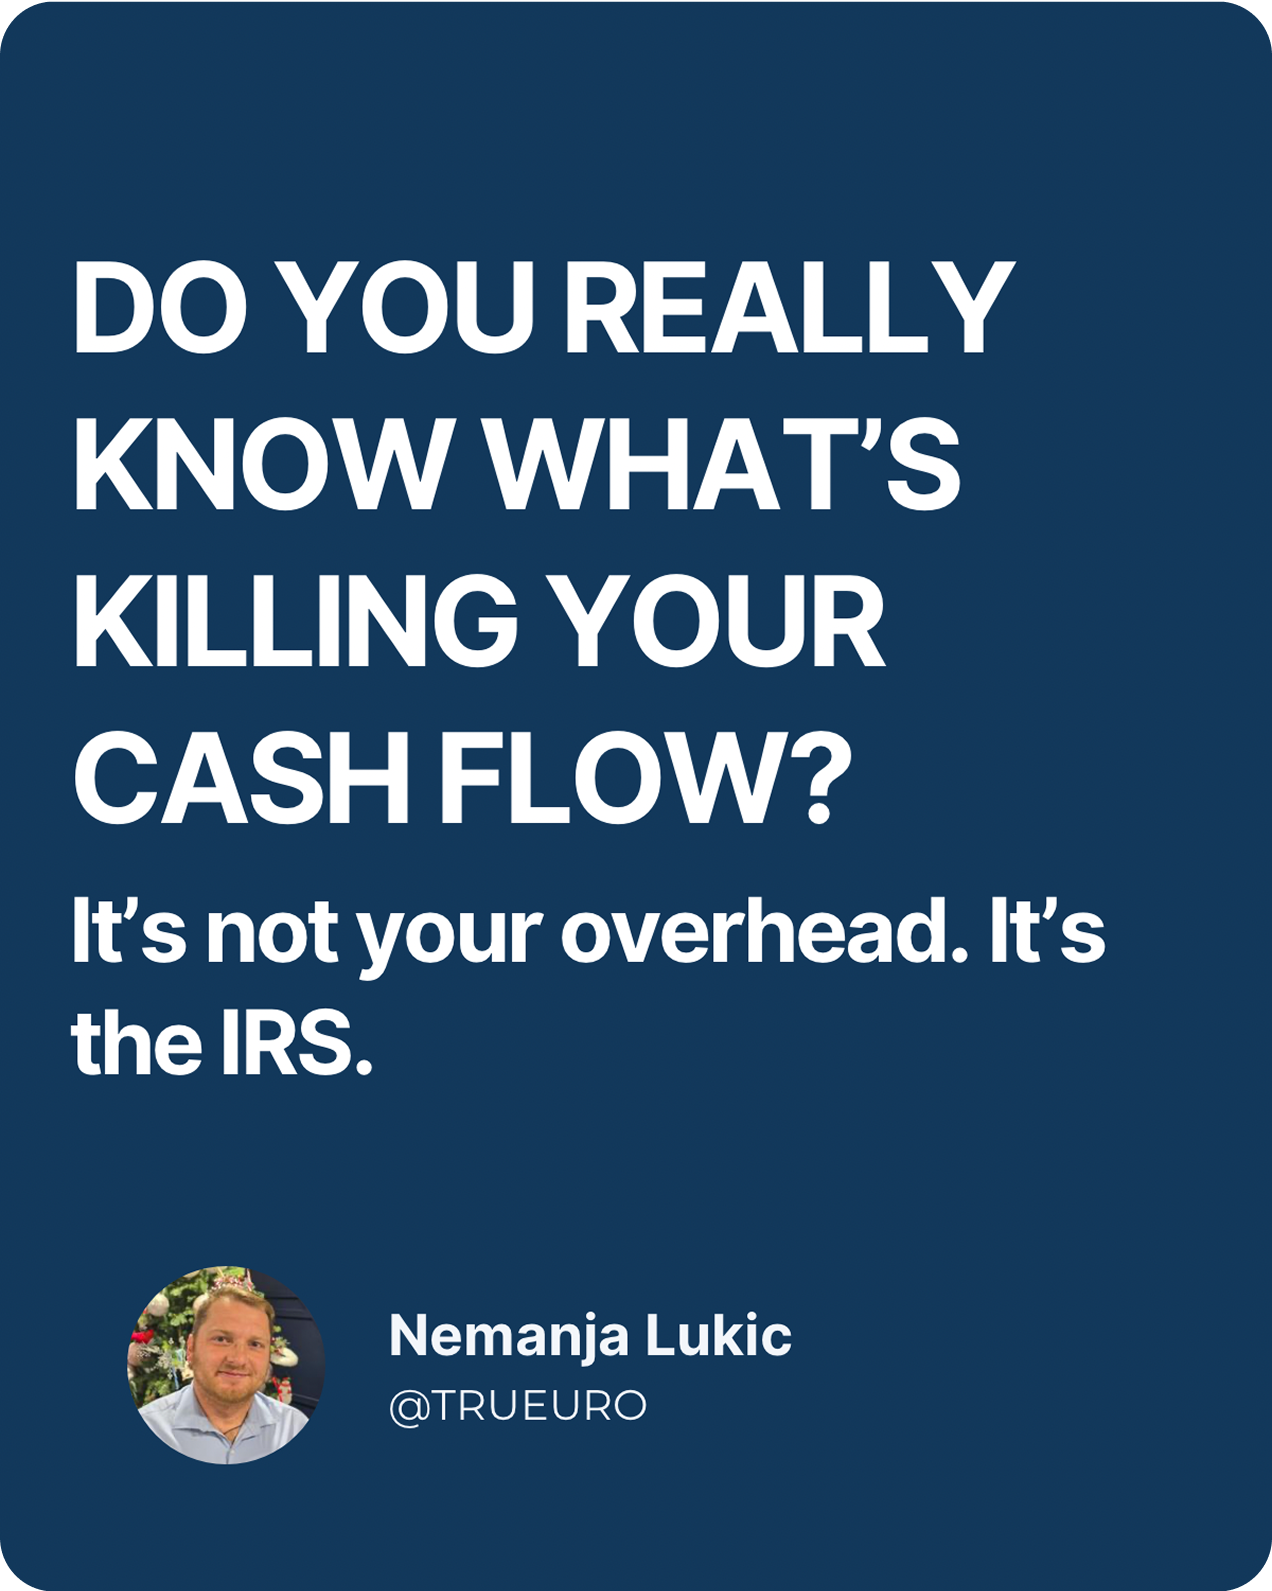 DO YOU REALLY
KNOW WHAT’S
KILLING YOUR
CASH FLOW?
It’s not your overhead. It’s
the IRS.
Nemanja Lukic
@TRUEURO